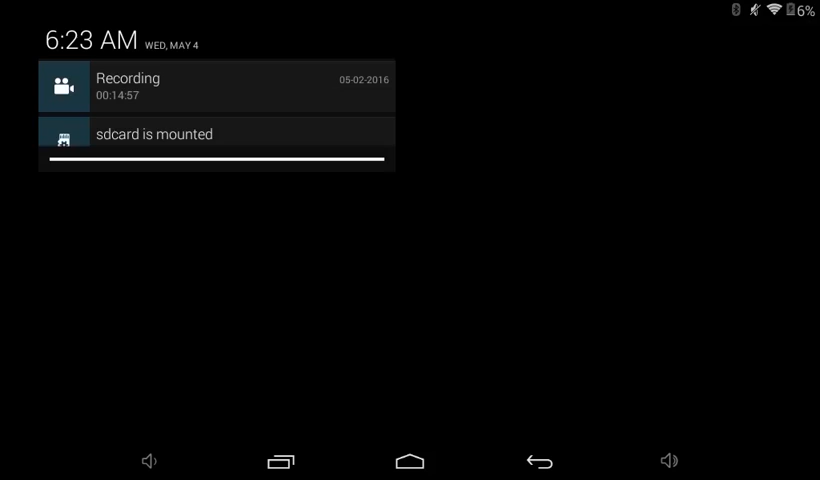 6%
6:23 AM WED, MAY 4
Recording 05-02-2016
00:14:57
sdcard is mounted